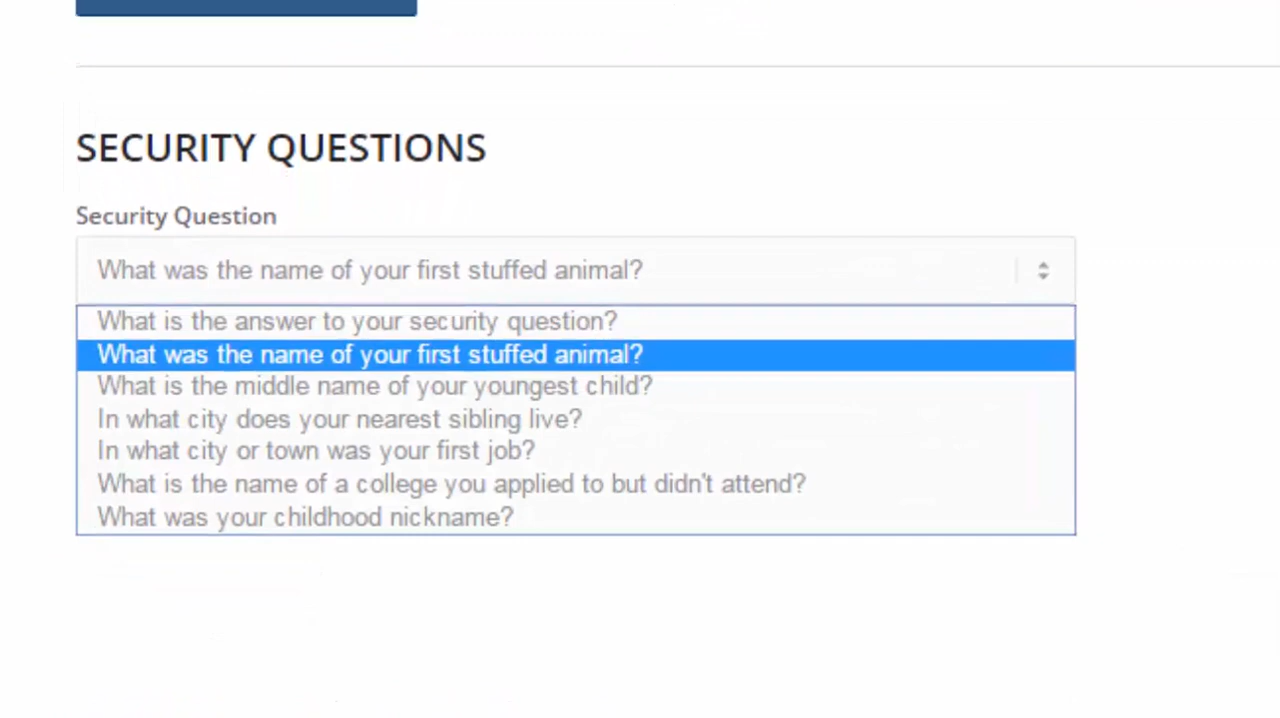 SECURITY QUESTIONS
Security Question
What was the name of your first stuffed animal?
What is the answer to your security question?
What was the name of your first stuffed animal?
What is the middle name of your youngest child?
In what city does your nearest sibling live?
In what city or town was your first job?
What is the name of a college you applied to but didn't attend?
What was your childhood nickname?